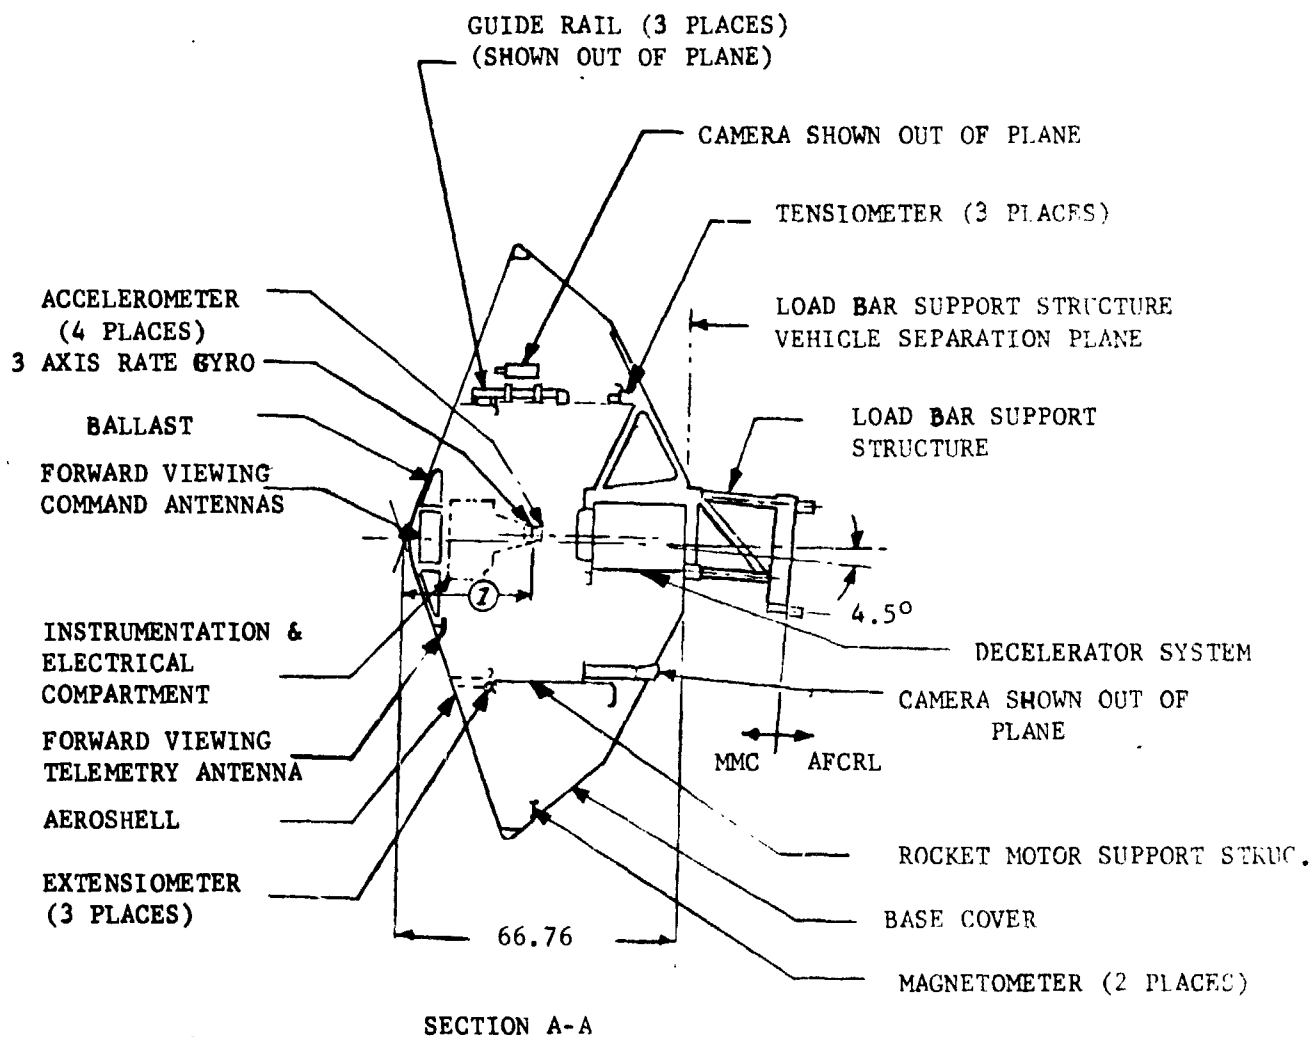 GUIDE RAIL (3 PLACES)
(SHOWN OUT OF PLANE)
CAMERA SHOWN OUT OF PLANE
TENSIOMETER (3 PLACES)
ACCELEROMETER
(4 PLACES)
LOAD BAR SUPPORT STRUCTURE
VEHICLE SEPARATION PLANE
3 AXIS RATE GYRO
BALLAST
LOAD BAR SUPPORT
STRUCTURE
FORWARD VIEWING
COMMAND ANTENNAS
1
4.5°
INSTRUMENTATION &
ELECTRICAL
COMPARTMENT
DECELERATOR SYSTEM
CAMERA SHOWN OUT OF
PLANE
FORWARD VIEWING
TELEMETRY ANTENNA
MMC AFCRL
AEROSHELL
ROCKET MOTOR SUPPORT STRUC.
EXTENSIOMETER
(3 PLACES)
BASE COVER
66.76
MAGNETOMETER (2 PLACES)
SECTION A-A